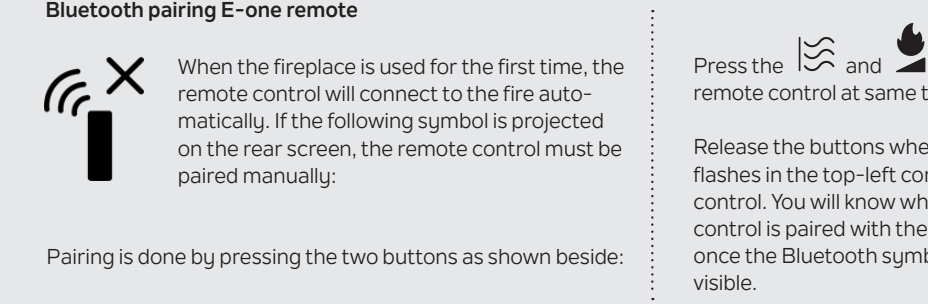 Bluetooth pairing E-one remote
When the fireplace is used for the first time, the
remote control will connect to the fire auto-
matically. If the following symbol is projected
on the rear screen, the remote control must be
paired manually:
Pairing is done by pressing the two buttons as shown beside:
Press the and
remote control at same
Release the buttons
flashes in the top-left
control. You will know
control is paired with the
once the Bluetooth
visible.